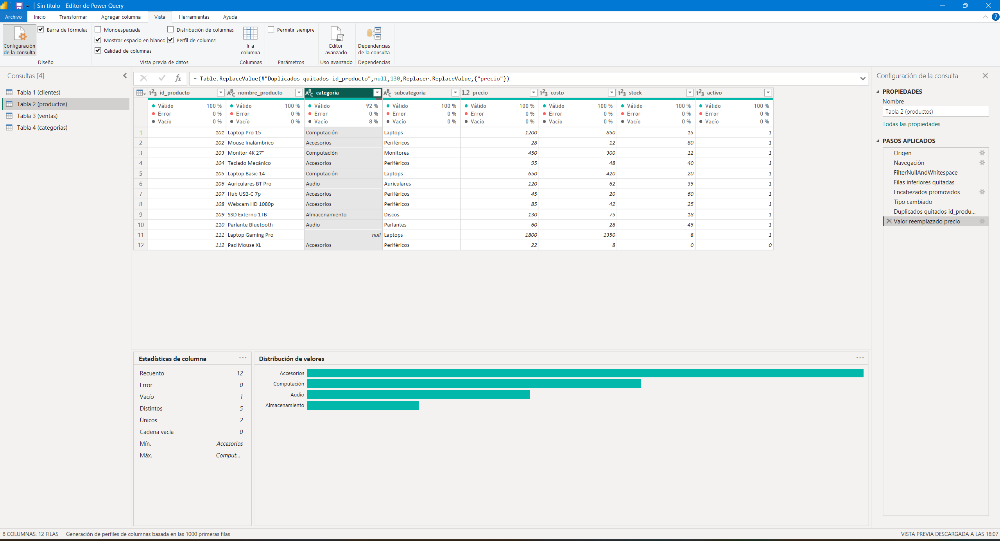 Sin título - Editor de Power Query
Archivo Inicio Transformar Agregar columna Vista Herramientas Ayuda
Configuración de la consulta
Barra de fórmulas
Diseño
Monoespaciada
Mostrar espacio en blanco
Calidad de columnas
Distribución de columnas
Perfil de columna
Vista previa de datos
Ir a columna
Columnas
Permitir siempre
Parámetros
Editor avanzado
Uso avanzado
Dependencias de la consulta
Dependencias
Consultas [4]
Tabla 1 (clientes)
Tabla 2 (productos)
Tabla 3 (ventas)
Tabla 4 (categorias)
fx = Table.ReplaceValue(#"Duplicados quitados id_producto",null,130,Replacer.ReplaceValue,{"precio"})
123 id_producto ABC nombre_producto ABC categoria ABC subcategoria 1.2 precio 123 costo 123 stock 123 activo
Válido 100 % Válido 100 % Válido 92 % Válido 100 % Válido 100 % Válido 100 % Válido 100 % Válido 100 %
Error 0 % Error 0 % Error 0 % Error 0 % Error 0 % Error 0 % Error 0 % Error 0 %
Vacío 0 % Vacío 0 % Vacío 8 % Vacío 0 % Vacío 0 % Vacío 0 % Vacío 0 % Vacío 0 %
1 101 Laptop Pro 15 Computación Laptops 1200 850 15 1
2 102 Mouse Inalámbrico Accesorios Periféricos 28 12 80 1
3 103 Monitor 4K 27" Computación Monitores 450 300 12 1
4 104 Teclado Mecánico Accesorios Periféricos 95 48 40 1
5 105 Laptop Basic 14 Computación Laptops 650 420 20 1
6 106 Auriculares BT Pro Audio Auriculares 120 62 35 1
7 107 Hub USB-C 7p Accesorios Periféricos 45 20 60 1
8 108 Webcam HD 1080p Accesorios Periféricos 85 42 25 1
9 109 SSD Externo 1TB Almacenamiento Discos 130 75 18 1
10 110 Parlante Bluetooth Audio Parlantes 60 28 45 1
11 111 Laptop Gaming Pro null Laptops 1800 1350 8 1
12 112 Pad Mouse XL Accesorios Periféricos 22 8 0 0
Estadísticas de columna ...
Recuento 12
Error 0
Vacío 1
Distintos 5
Únicos 2
Cadena vacía 0
Mín. Accesorios
Máx. Comput...
Distribución de valores ...
Accesorios
Computación
Audio
Almacenamiento
Configuración de la consulta
PROPIEDADES
Nombre
Tabla 2 (productos)
Todas las propiedades
PASOS APLICADOS
Origen
Navegación
FilterNullAndWhitespace
Filas inferiores quitadas
Encabezados promovidos
Tipo cambiado
Duplicados quitados id_produ...
Valor reemplazado precio
8 COLUMNAS, 12 FILAS Generación de perfiles de columnas basada en las 1000 primeras filas
VISTA PREVIA DESCARGADA A LAS 18:07